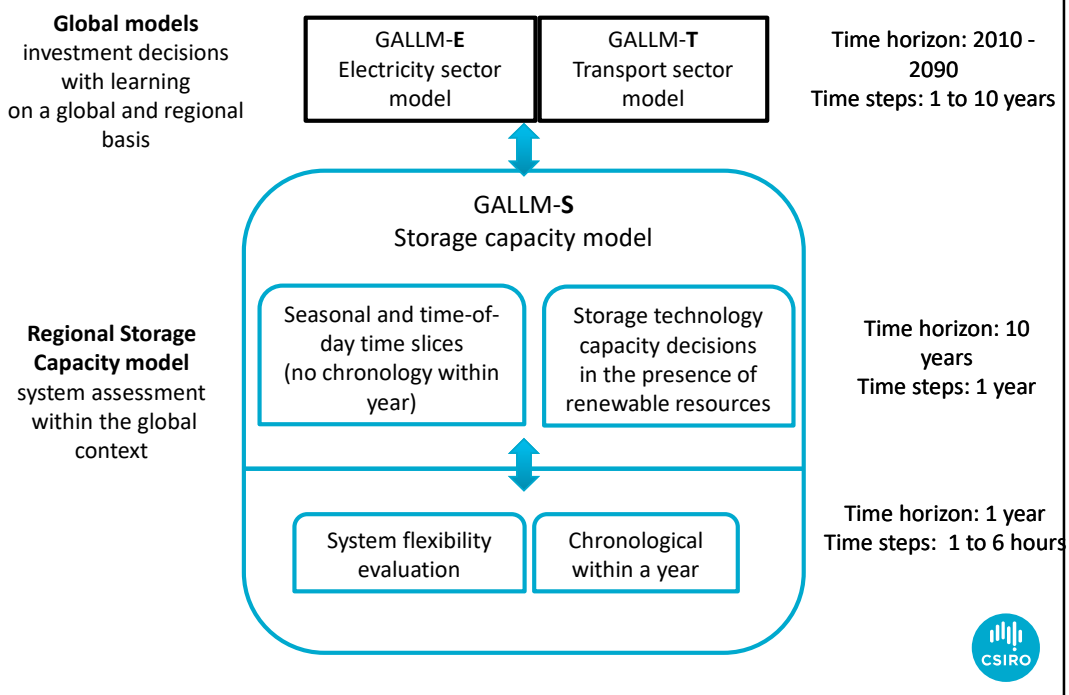 Global models
investment decisions
with learning
on a global and regional
basis
GALLM-E
Electricity sector
model
GALLM-T
Transport sector
model
Time horizon: 2010 -
2090
Time steps: 1 to 10 years
GALLM-S
Storage capacity model
Regional Storage
Capacity model
system assessment
within the global
context
Seasonal and time-of-
day time slices
(no chronology within
year)
Storage technology
capacity decisions
in the presence of
renewable resources
Time horizon: 10
years
Time steps: 1 year
System flexibility
evaluation
Chronological
within a year
Time horizon: 1 year
Time steps:  1 to 6 hours
CSIRO